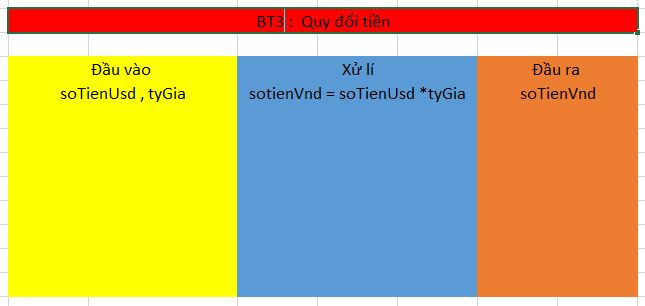 BT3 :  Quy đổi tiền
Đầu vào
soTienUsd , tyGia
Xử lí
sotienVnd = soTienUsd *tyGia
Đầu ra
soTienVnd